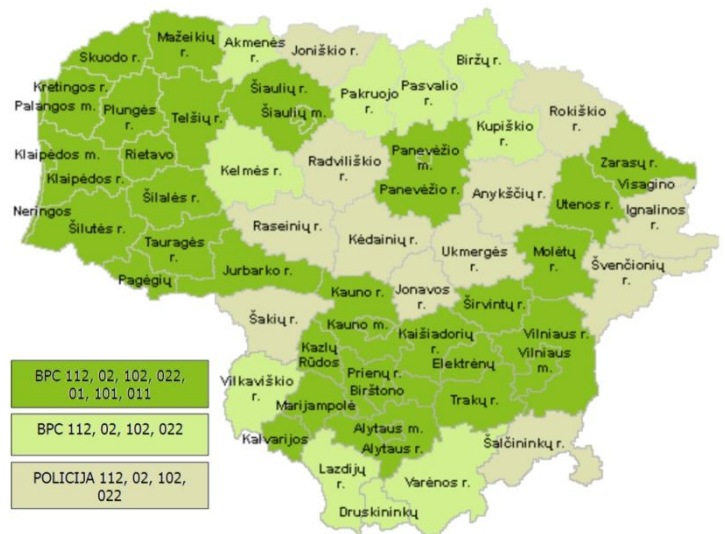 Mažeikių
r.
Akmenės
r.
Joniškio r.
Skuodo r.
Biržų r.
Kretingos r.
Šiaulių r.
Pasvalio
r.
Pakruojo
r.
Palangos m.
Plungės
r.
Telšių r.
Šiaulių m.
Rokiškio
r.
Kupiškio
r.
Klaipėdos m.
Rietavo
Radviliškio
r.
Panevėžio
m.
Zarasų r.
Klaipėdos r.
Kelmės r.
Panevėžio r.
Anykščių r.
Visagino
Šilalės r.
Utenos r.
Ignalinos
r.
Neringos
Šilutės r.
Raseinių r.
Kėdainių r.
Ukmergės
r.
Tauragės
r.
Molėtų
r.
Švenčionių
r.
Pagėgių
Jurbarko r.
Kauno r.
Jonavos
r.
Širvintų r.
Šakių r.
Kauno m.
Kaišiadorių
r.
Vilniaus r.
Kazlų
Rūdos
Elektrėnų
Vilniaus
m.
Prienų r.
Vilkaviškio
r.
Birštono
Trakų r.
Marijampolė
Alytaus m.
Kalvarijos
Alytaus r.
Šalčininkų r.
Lazdijų
r.
Varėnos r.
Druskininkų
BPC 112, 02, 102, 022,
01, 101, 011
BPC 112, 02, 102, 022
POLICIJA 112, 02, 102,
022